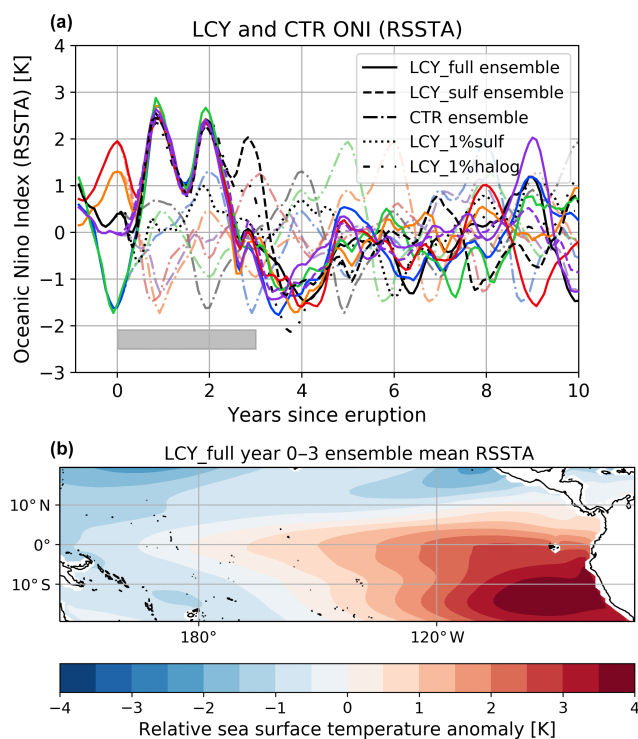 (a)
LCY and CTR ONI (RSSTA)
Oceanic Nino Index (RSSTA) [K]
4
3
2
1
0
−1
−2
−3
LCY_full ensemble
LCY_sulf ensemble
CTR ensemble
LCY_1%sulf
LCY_1%halog
0 2 4 6 8 10
Years since eruption
(b)
LCY_full year 0–3 ensemble mean RSSTA
10°N
0°
10°S
180° 120°W
−4 −3 −2 −1 0 1 2 3 4
Relative sea surface temperature anomaly [K]